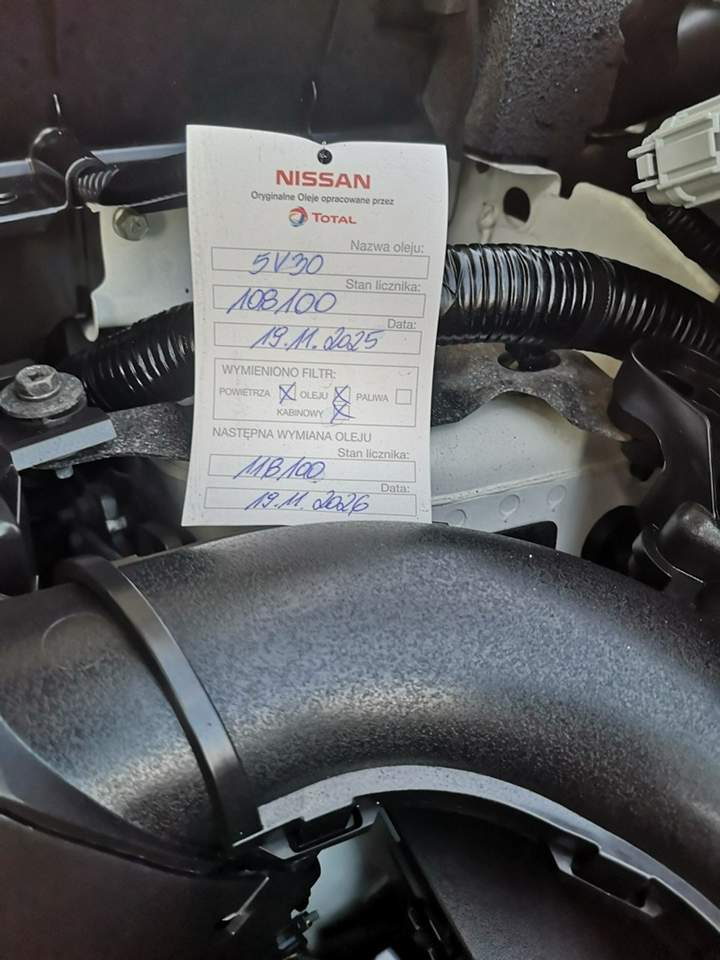 NISSAN
Oryginalne Oleje opracowane przez
TOTAL
Nazwa oleju:
5W30
Stan licznika:
108100
Data:
19.11.2025
WYMIENIONO FILTR:
POWIETRZA OLEJU PALIWA
KABINOWY
NASTĘPNA WYMIANA OLEJU
Stan licznika:
118100
Data:
19.11.2026